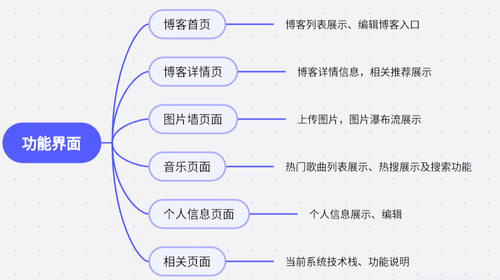 博客首页
博客列表展示、编辑博客入口
博客详情页
博客详情信息，相关推荐展示
图片墙页面
上传图片，图片瀑布流展示
功能界面
音乐页面
热门歌曲列表展示、热搜展示及搜索功能
个人信息页面
个人信息展示、编辑
相关页面
当前系统技术栈、功能说明